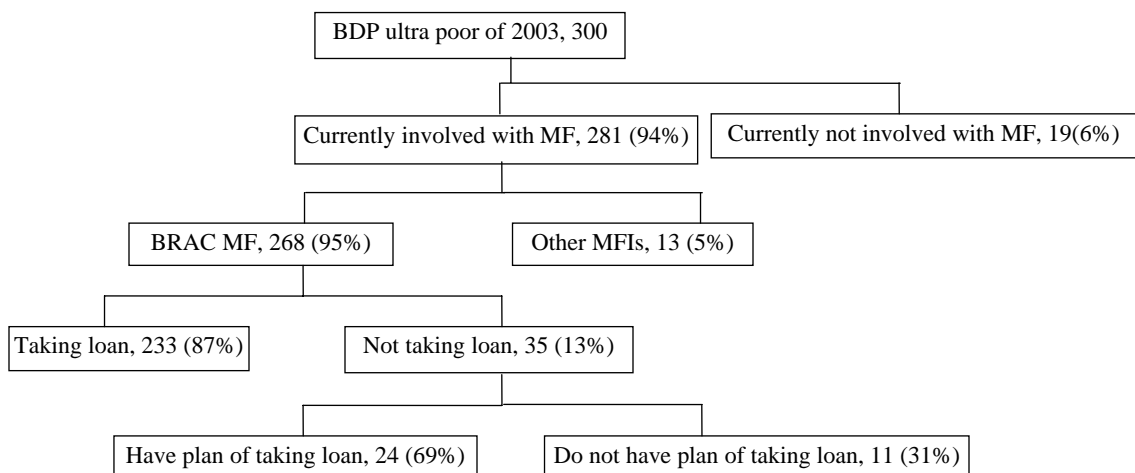 BDP ultra poor of 2003, 300
Currently involved with MF, 281 (94%)
Currently not involved with MF, 19(6%)
BRAC MF, 268 (95%)
Other MFIs, 13 (5%)
Taking loan, 233 (87%)
Not taking loan, 35 (13%)
Have plan of taking loan, 24 (69%)
Do not have plan of taking loan, 11 (31%)